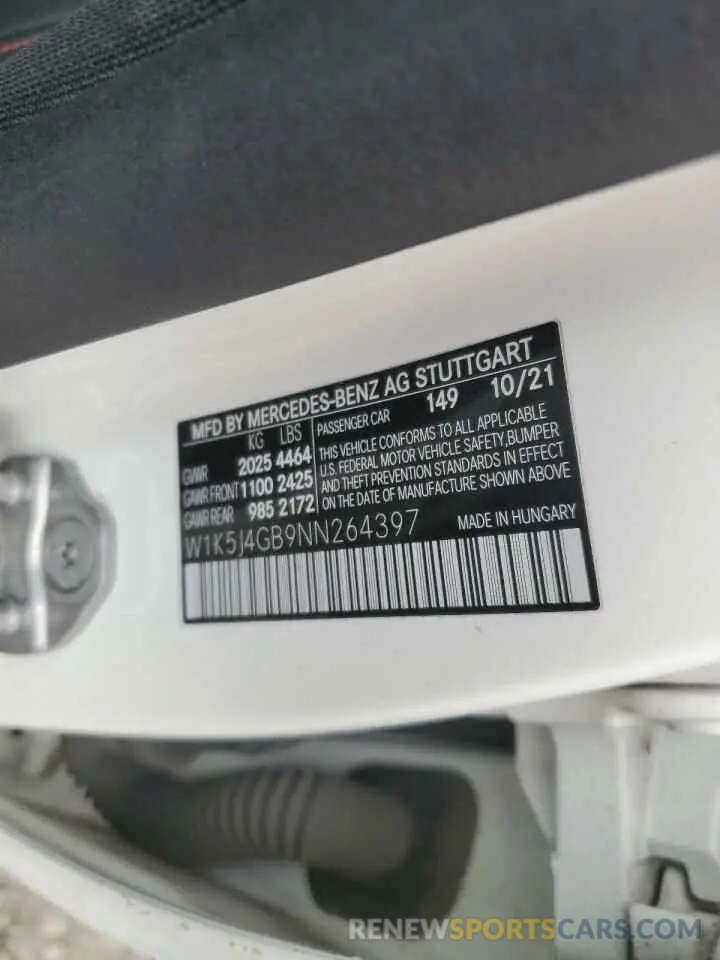 MFD BY MERCEDES-BENZ AG STUTTGART
KG LBS
GVWR 2025 4464
GAWR FRONT 1100 2425
GAWR REAR 985 2172
PASSENGER CAR 149 10/21
THIS VEHICLE CONFORMS TO ALL APPLICABLE
U.S. FEDERAL MOTOR VEHICLE SAFETY,BUMPER
AND THEFT PREVENTION STANDARDS IN EFFECT
ON THE DATE OF MANUFACTURE SHOWN ABOVE
W1K5J4GB9NN264397 MADE IN HUNGARY
RENEWSPORTSCARS.COM